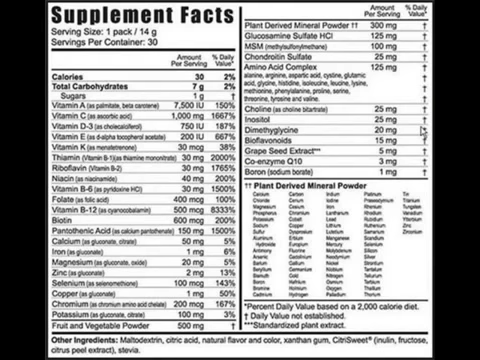 Supplement Facts
Serving Size: 1 pack / 14 g
Servings Per Container: 30
Amount Per Serving % Daily Value*
Calories 30 2%
Total Carbohydrates 7 g 2%
Sugars 1 g †
Vitamin A (as palmitate, beta carotene) 7,500 IU 150%
Vitamin C (as ascorbic acid) 1,000 mg 1667%
Vitamin D-3 (as cholecalciferol) 750 IU 187%
Vitamin E (as d-alpha tocopherol acetate) 200 IU 667%
Vitamin K (as menatetrenone) 30 mcg 38%
Thiamin (Vitamin B-1)(as thiamine mononitrate) 30 mg 2000%
Riboflavin (Vitamin B-2) 30 mg 1765%
Niacin (as niacinamide) 40 mg 200%
Vitamin B-6 (as pyridoxine HCl) 30 mg 1500%
Folate (as folic acid) 400 mcg 100%
Vitamin B-12 (as cyanocobalamin) 500 mcg 8333%
Biotin 600 mcg 200%
Pantothenic Acid (as calcium pantothenate) 150 mg 1500%
Calcium (as gluconate, citrate) 50 mg 5%
Iron (as gluconate) 1 mg 6%
Magnesium (as gluconate, oxide) 20 mg 5%
Zinc (as gluconate) 2 mg 13%
Selenium (as selenomethionine) 100 mcg 143%
Copper (as gluconate) 1 mg 50%
Chromium (as chromium amino acid chelate) 200 mcg 167%
Potassium (as gluconate, citrate) 100 mg 3%
Fruit and Vegetable Powder 500 mg †
Amount Per Serving % Daily Value*
Plant Derived Mineral Powder †† 300 mg †
Glucosamine Sulfate HCl 125 mg †
MSM (methylsulfonylmethane) 100 mg †
Chondroitin Sulfate 25 mg †
Amino Acid Complex 125 mg †
alanine, arginine, aspartic acid, cystine, glutamic
acid, glycine, histidine, isoleucine, leucine, lysine,
methionine, phenylalanine, proline, serine,
threonine, tyrosine and valine.
Choline (as choline bitartrate) 25 mg †
Inositol 25 mg †
Dimethylglycine 20 mg †
Bioflavonoids 15 mg †
Grape Seed Extract*** 5 mg †
Co-enzyme Q10 3 mg †
Boron (as boron sorbate) 1 mg †
†† Plant Derived Mineral Powder
*Percent Daily Value based on a 2,000 calorie diet.
† Daily Value not established.
***Standardized plant extract.
Other Ingredients: Maltodextrin, citric acid, natural flavor and color, xanthan gum, CitriSweet® (inulin, fructose,
citrus peel extract), stevia.